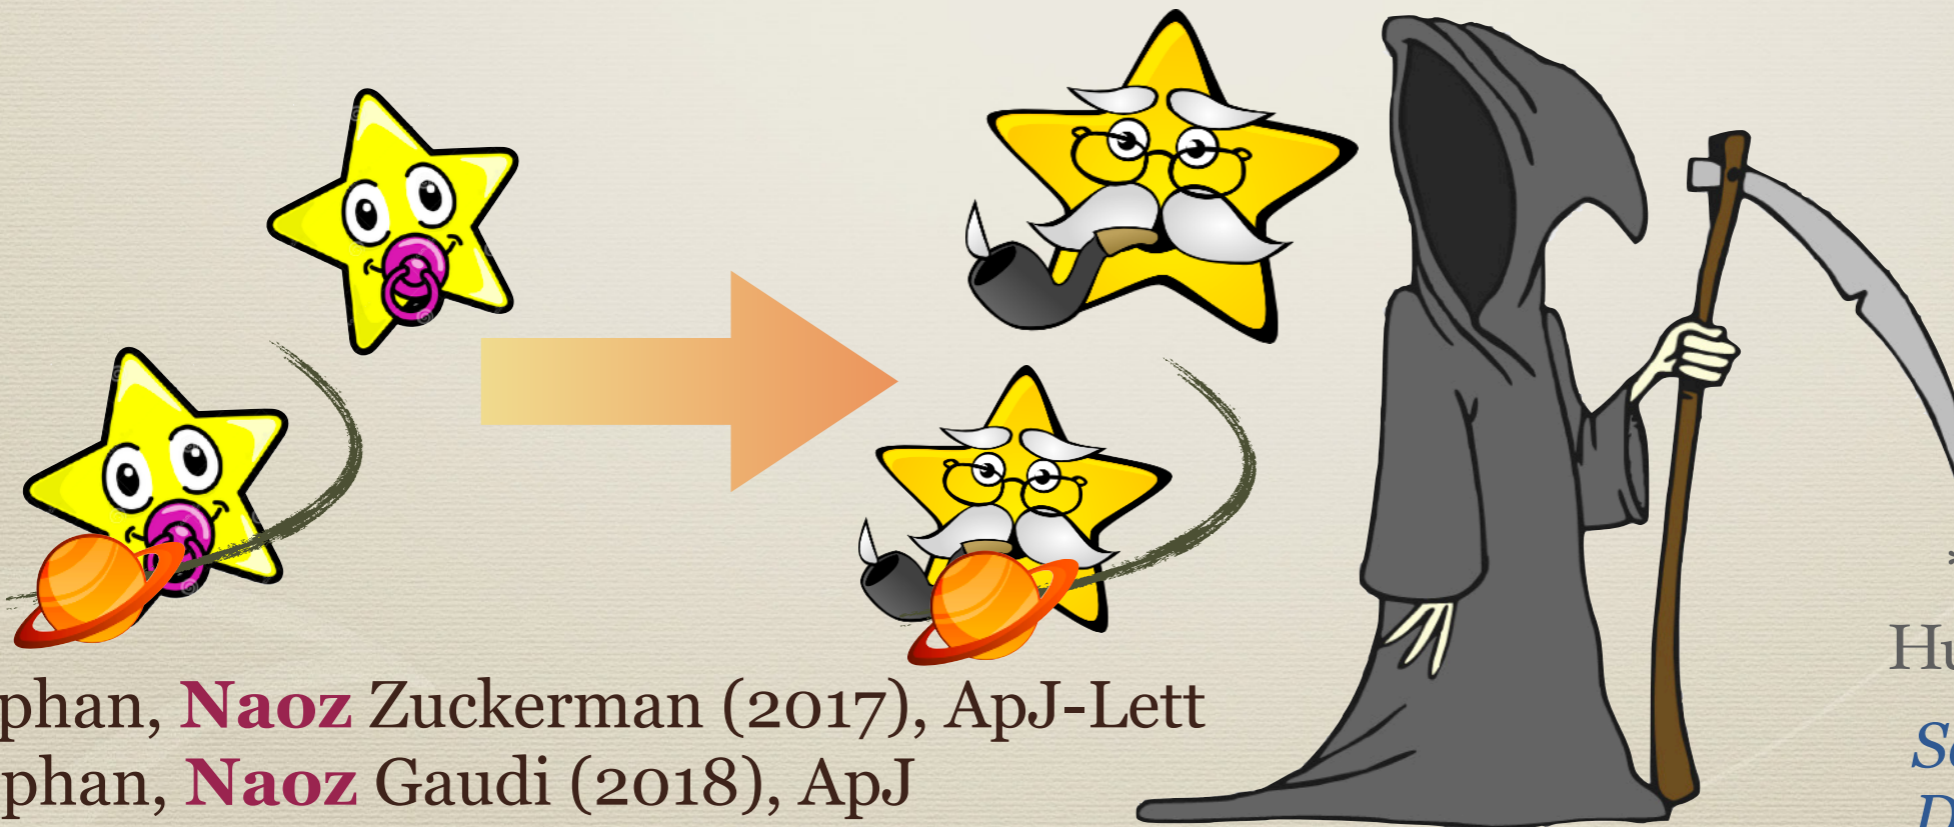 phan, Naoz Zuckerman (2017), ApJ-Lett
phan, Naoz Gaudi (2018), ApJ